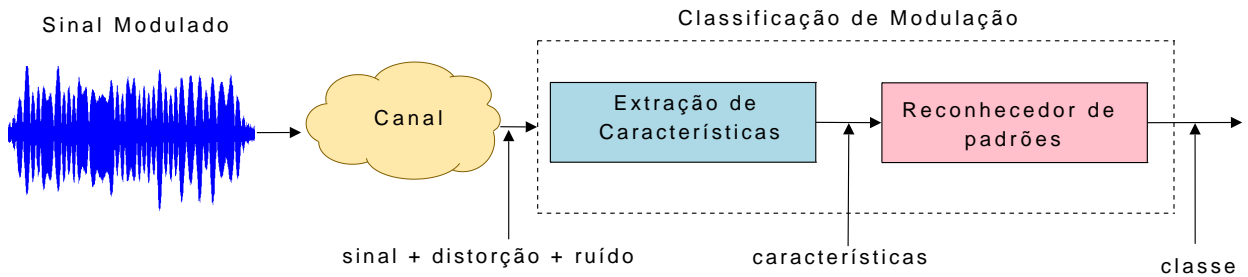 Classificação de Modulação
Sinal Modulado
Canal
Extração de
Características
Reconhecedor de
padrões
sinal + distorção + ruído
características
classe